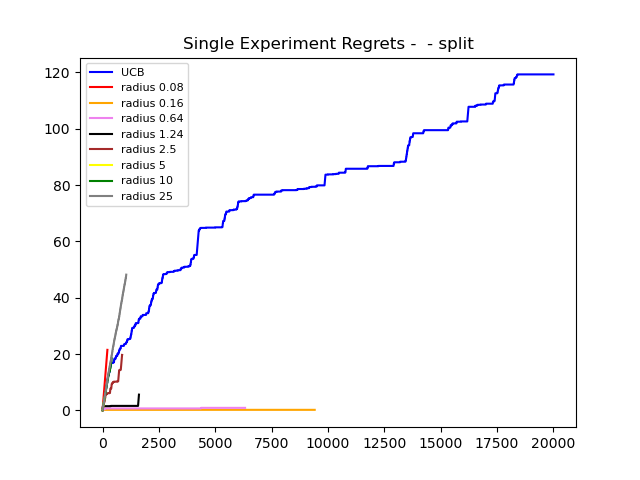 Single Experiment Regrets -  - split
120
100
80
60
40
20
0
UCB
radius 0.08
radius 0.16
radius 0.64
radius 1.24
radius 2.5
radius 5
radius 10
radius 25
0 2500 5000 7500 10000 12500 15000 17500 20000